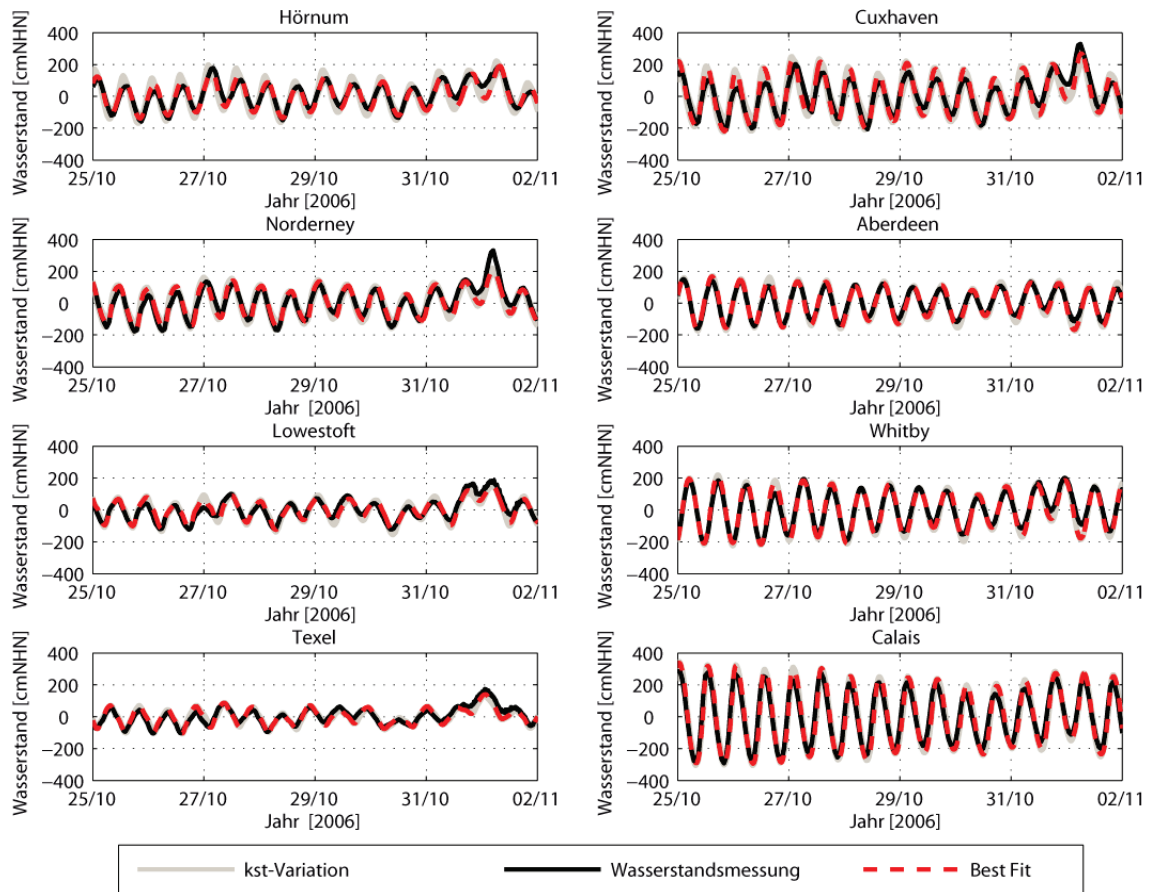 Hörnum
Wasserstand [cmNHN]
400
200
0
−200
−400
25/10 27/10 29/10 31/10 02/11
Jahr [2006]
Cuxhaven
Wasserstand [cmNHN]
400
200
0
−200
−400
25/10 27/10 29/10 31/10 02/11
Jahr [2006]
Norderney
Wasserstand [cmNHN]
400
200
0
−200
−400
25/10 27/10 29/10 31/10 02/11
Jahr [2006]
Aberdeen
Wasserstand [cmNHN]
400
200
0
−200
−400
25/10 27/10 29/10 31/10 02/11
Jahr [2006]
Lowestoft
Wasserstand [cmNHN]
400
200
0
−200
−400
25/10 27/10 29/10 31/10 02/11
Jahr [2006]
Whitby
Wasserstand [cmNHN]
400
200
0
−200
−400
25/10 27/10 29/10 31/10 02/11
Jahr [2006]
Texel
Wasserstand [cmNHN]
400
200
0
−200
−400
25/10 27/10 29/10 31/10 02/11
Jahr [2006]
Calais
Wasserstand [cmNHN]
400
200
0
−200
−400
25/10 27/10 29/10 31/10 02/11
Jahr [2006]
kst-Variation Wasserstandsmessung Best Fit